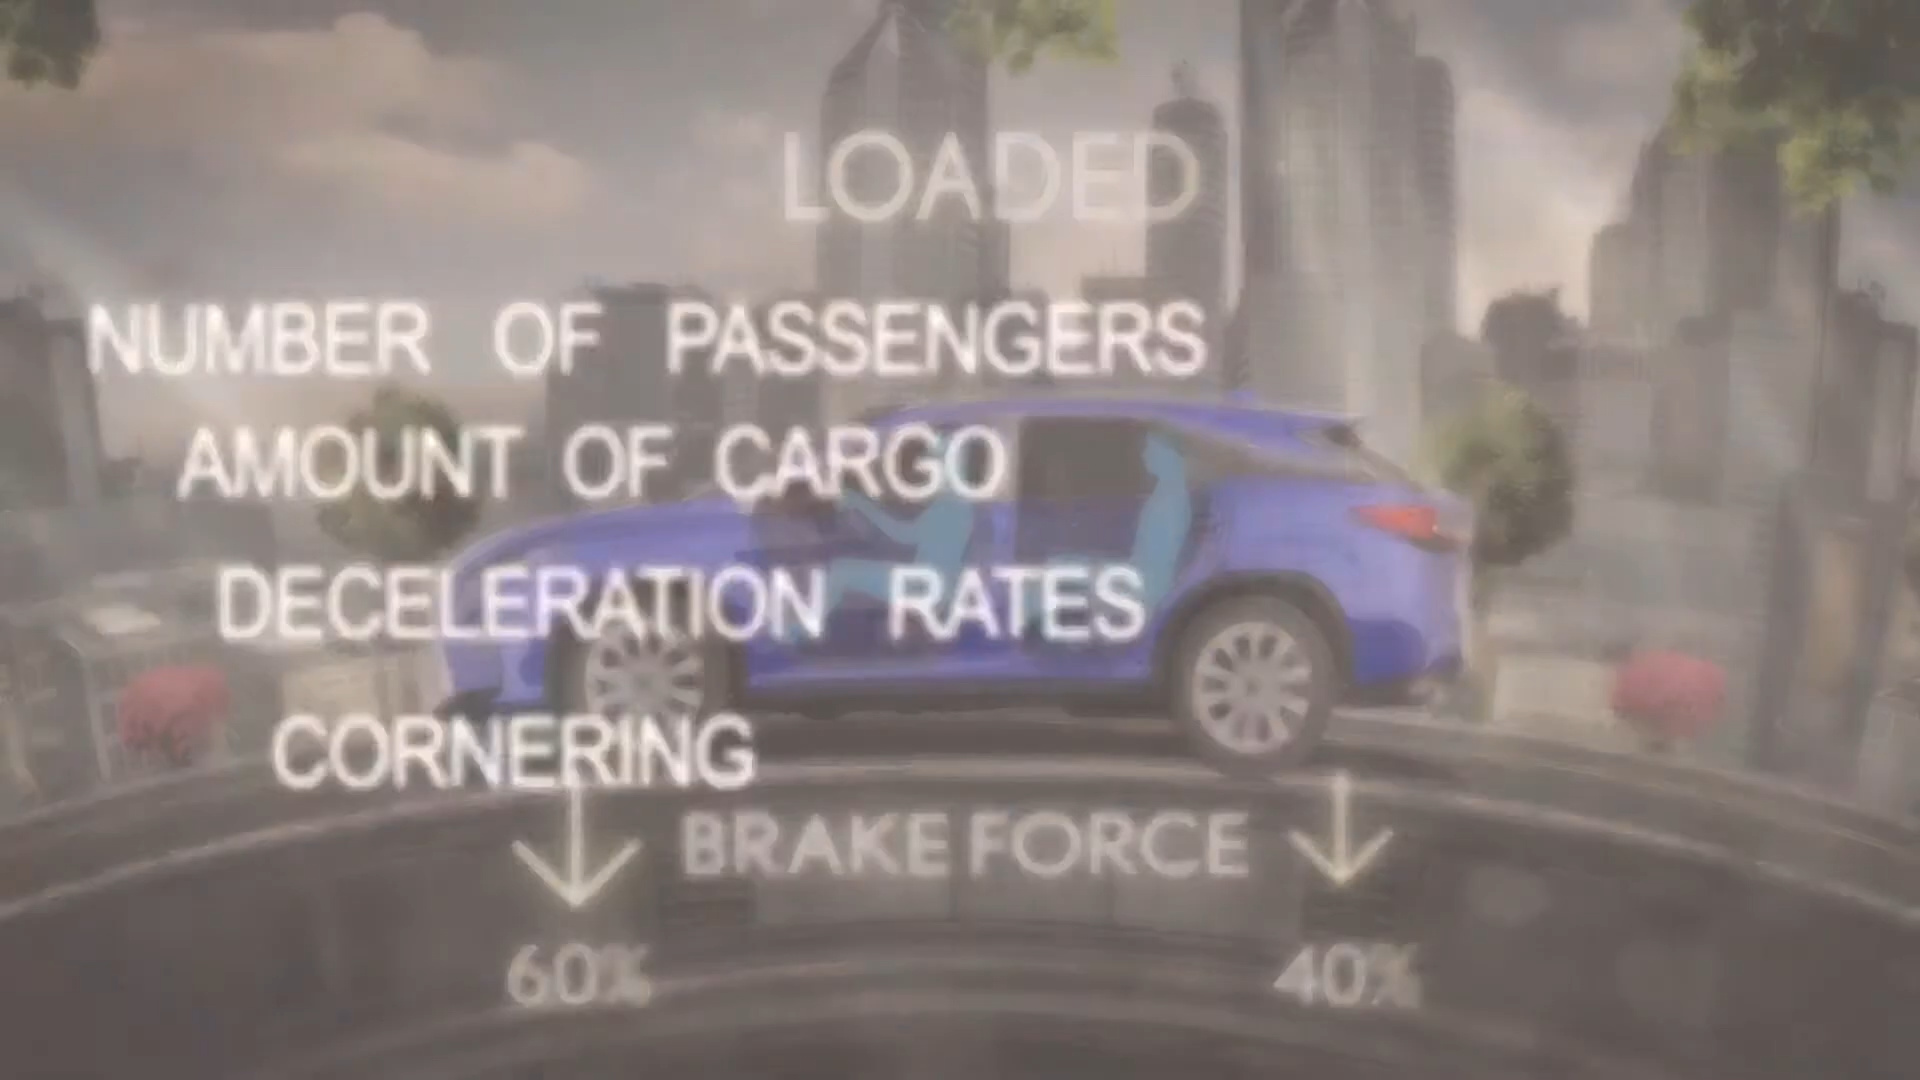 LOADED
NUMBER OF PASSENGERS
AMOUNT OF CARGO
DECELERATION RATES
CORNERING
BRAKE FORCE
60% 40%